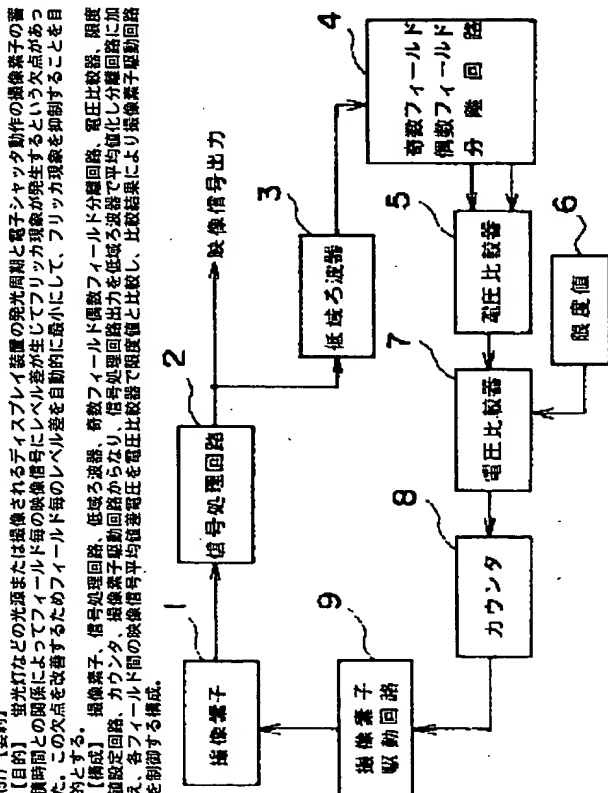 (57)【要約】
【目的】 蛍光灯などの光源または撮像されるディスプレイ装置の発光周期と電子シャッタ動作の撮像素子の蓄
積時間との関係によってフィールド毎の映像信号にレベル差が生じてフリッカ現象が発生するという欠点があっ
た。この欠点を改善するためフィールド毎のレベル差を自動的に最小にして、フリッカ現象を抑制することを目
的とする。
【構成】 撮像素子、信号処理回路、低域ろ波器、奇数フィールド偶数フィールド分離回路、電圧比較器、限度
値設定回路、カウンタ、撮像素子駆動回路からなり、信号処理回路出力を低域ろ波器で平均値化し分離回路に加
え、各フィールド間の映像信号平均値差電圧を電圧比較器で限度値と比較し、比較結果により撮像素子駆動回路
を制御する構成。
1
撮像素子
2
信号処理回路
映像信号出力
3
低域ろ波器
4
奇数フィールド
偶数フィールド
分離回路
5
電圧比較器
6
限度値
7
電圧比較器
8
カウンタ
9
撮像素子
駆動回路